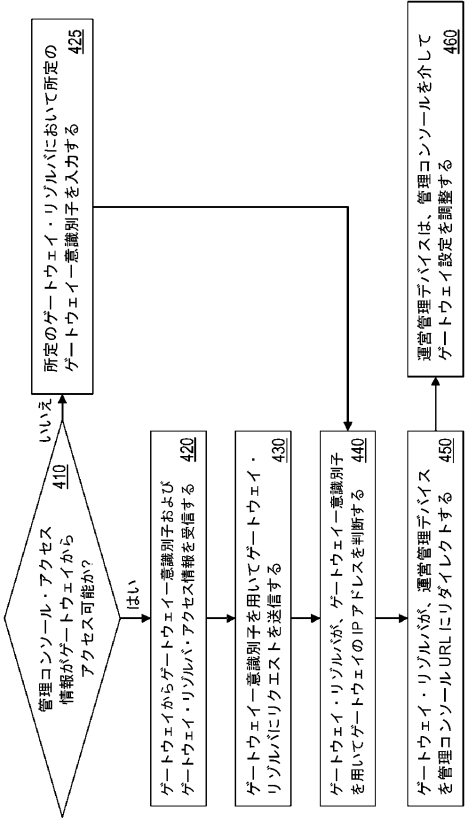 管理コンソール・アクセス
情報がゲートウェイから
アクセス可能か?
410
いいえ
はい
所定のゲートウェイ・リゾルバにおいて所定の
ゲートウェイ一意識別子を入力する
425
ゲートウェイからゲートウェイ一意識別子および
ゲートウェイ・リゾルバ・アクセス情報を受信する
420
ゲートウェイ一意識別子を用いてゲートウェイ・
リゾルバにリクエストを送信する
430
ゲートウェイ・リゾルバが、ゲートウェイ一意識別子
を用いてゲートウェイのIPアドレスを判断する
440
ゲートウェイ・リゾルバが、運営管理デバイス
を管理コンソールURLにリダイレクトする
450
運営管理デバイスは、管理コンソールを介して
ゲートウェイ設定を調整する
460